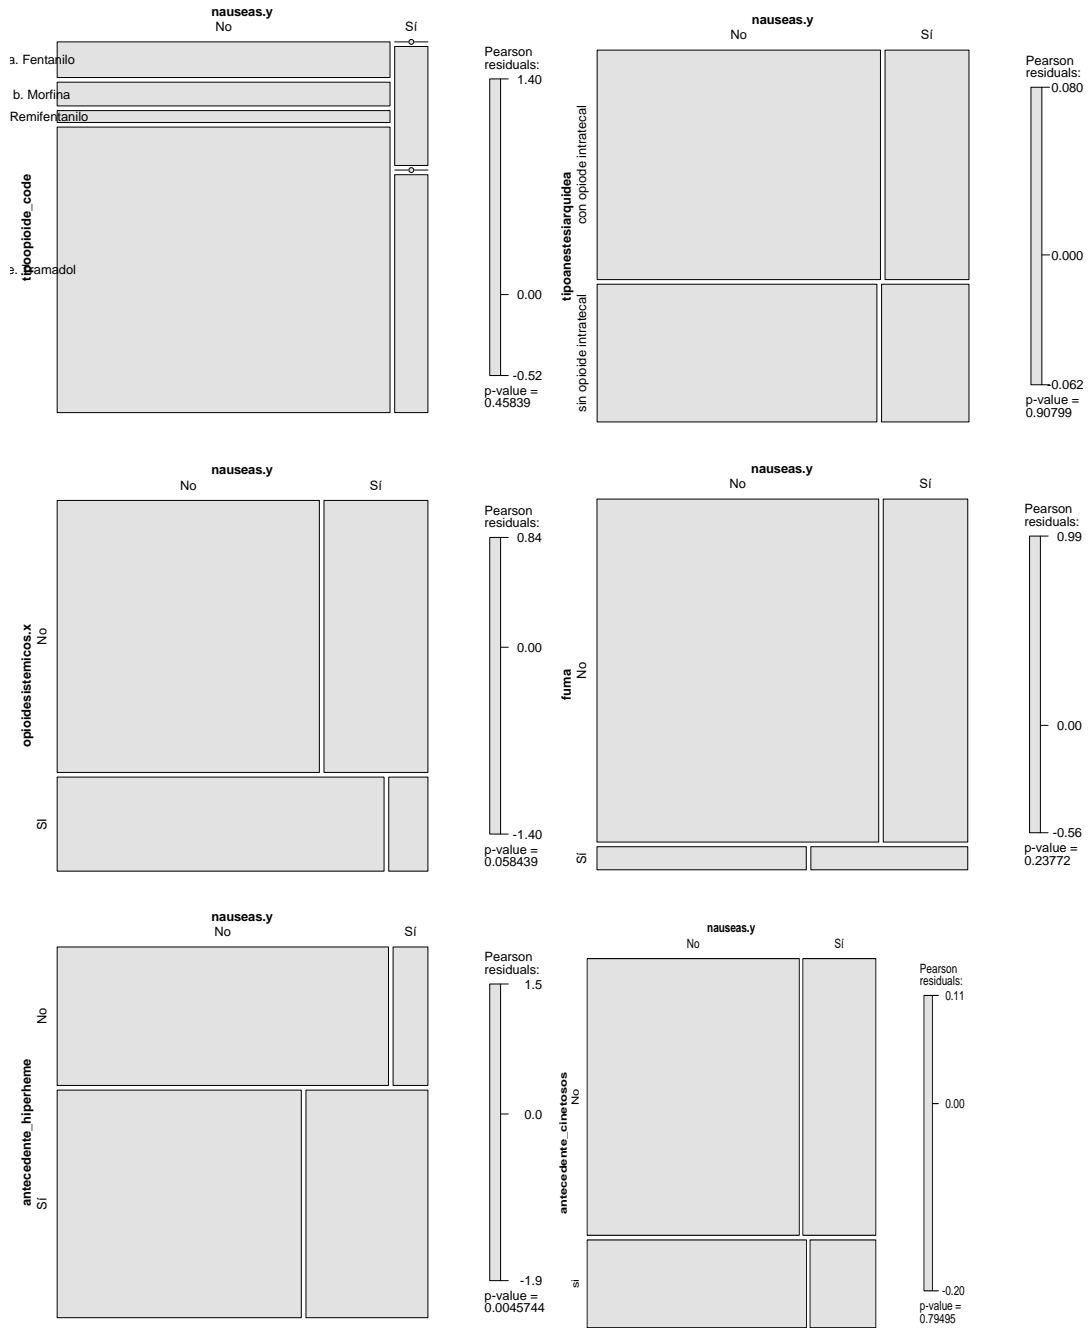 nauseas.y
No Sí
a. Fentanilo
b. Morfina
Remifentanilo
e. Tramadol
tipoopioide_code
Pearson
residuals:
1.40
0.00
-0.52
p-value =
0.45839
nauseas.y
No Sí
con opiode intratecal
sin opioide intratecal
tipoanestesiarquidea
Pearson
residuals:
0.080
0.000
-0.062
p-value =
0.90799
nauseas.y
No Sí
No
SI
opioidesistemicos.x
Pearson
residuals:
0.84
0.00
-1.40
p-value =
0.058439
nauseas.y
No Sí
No
Sí
fuma
Pearson
residuals:
0.99
0.00
-0.56
p-value =
0.23772
nauseas.y
No Sí
No
Sí
antecedente_hiperheme
Pearson
residuals:
1.5
0.0
-1.9
p-value =
0.0045744
nauseas.y
No Sí
No
si
antecedente_cinetosos
Pearson
residuals:
0.11
0.00
-0.20
p-value =
0.79495